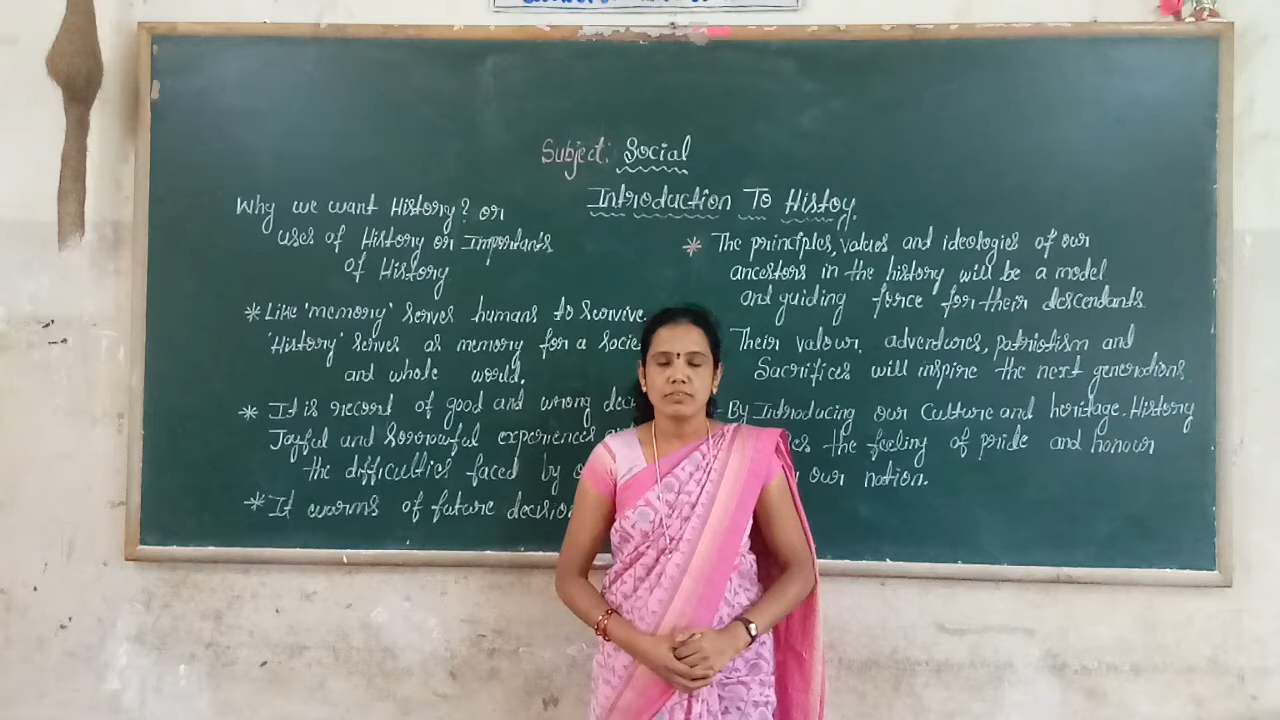 Subject: Social
Introduction To Histoy.
Why we want History? or
uses of History or Importants
of History
* Like 'memory' serves humans to survive.
'History' serves as memory for a
and whole world.
* It is record of good and wrong
Joyful and Sorrowful experiences
the difficulties faced by
* It warns of future
* The principles, values and ideologies of our
ancestors in the history will be a model
and guiding force for their descendants.
Their valour, adventures, patriotism and
Sacrifices will inspire the next generations.
By Introducing our Culture and heritage. History
the feeling of pride and honour
our nation.